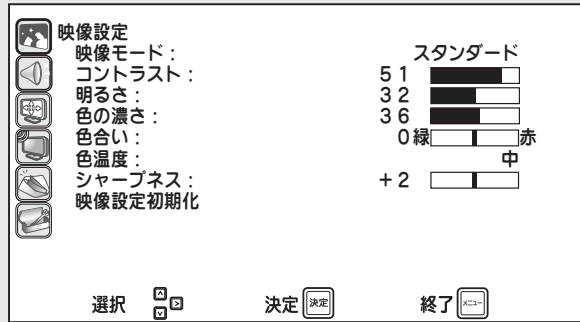 映像設定
映像モード： スタンダード
コントラスト： 51
明るさ： 32
色の濃さ： 36
色合い： 0緑 赤
色温度： 中
シャープネス： +2
映像設定初期化
選択 決定 決定 終了 メニュー